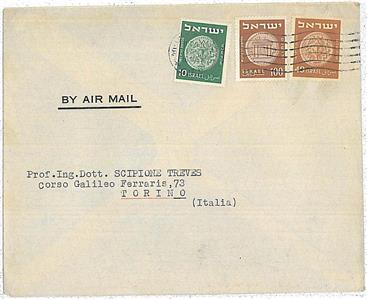 ישראל ישראל ישראל
10 ISRAEL ISRAEL 100 ISRAEL
BY AIR MAIL
Prof.Ing.Dott. SCIPIONE TREVES
Corso Galileo Ferraris,73
TORINO
(Italia)